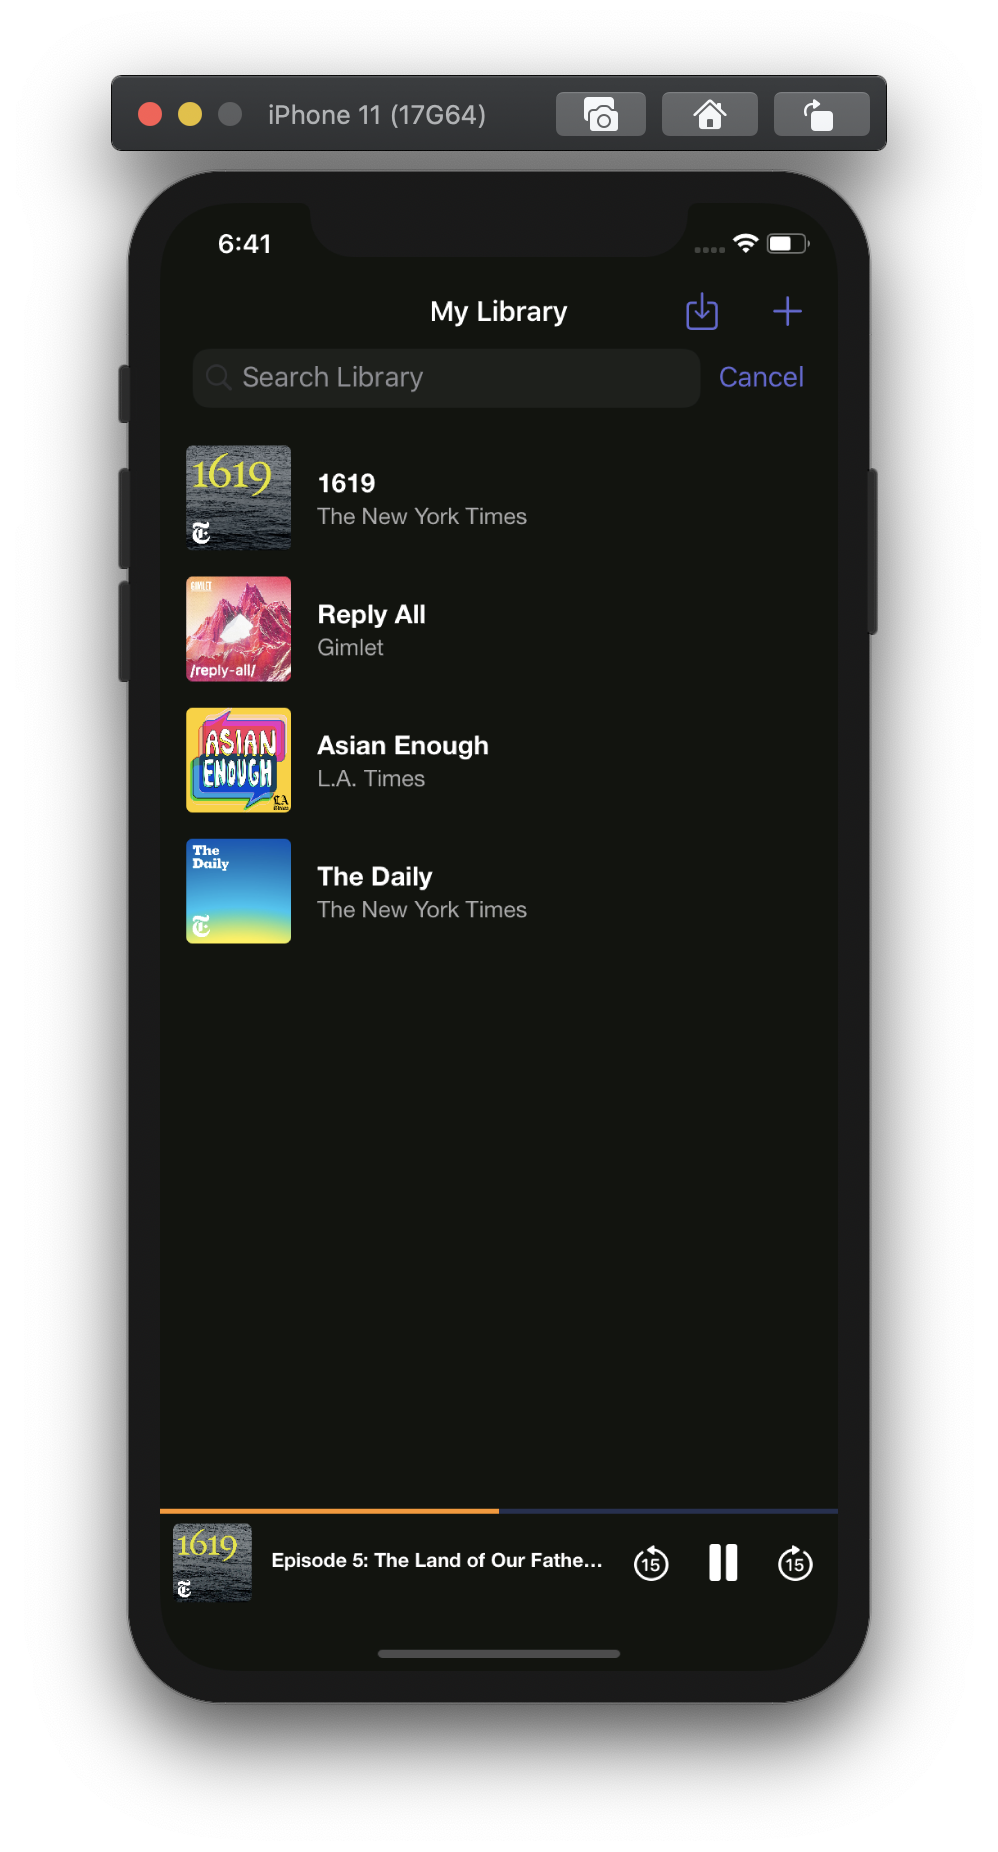 iPhone 11 (17G64)
6:41
My Library
Search Library
Cancel
1619
1619
The New York Times
GIMLET
/reply-all/
Reply All
Gimlet
ASIAN
ENOUGH
LA
Times
Asian Enough
L.A. Times
The
Daily
The Daily
The New York Times
1619
Episode 5: The Land of Our Fathe...
15
15